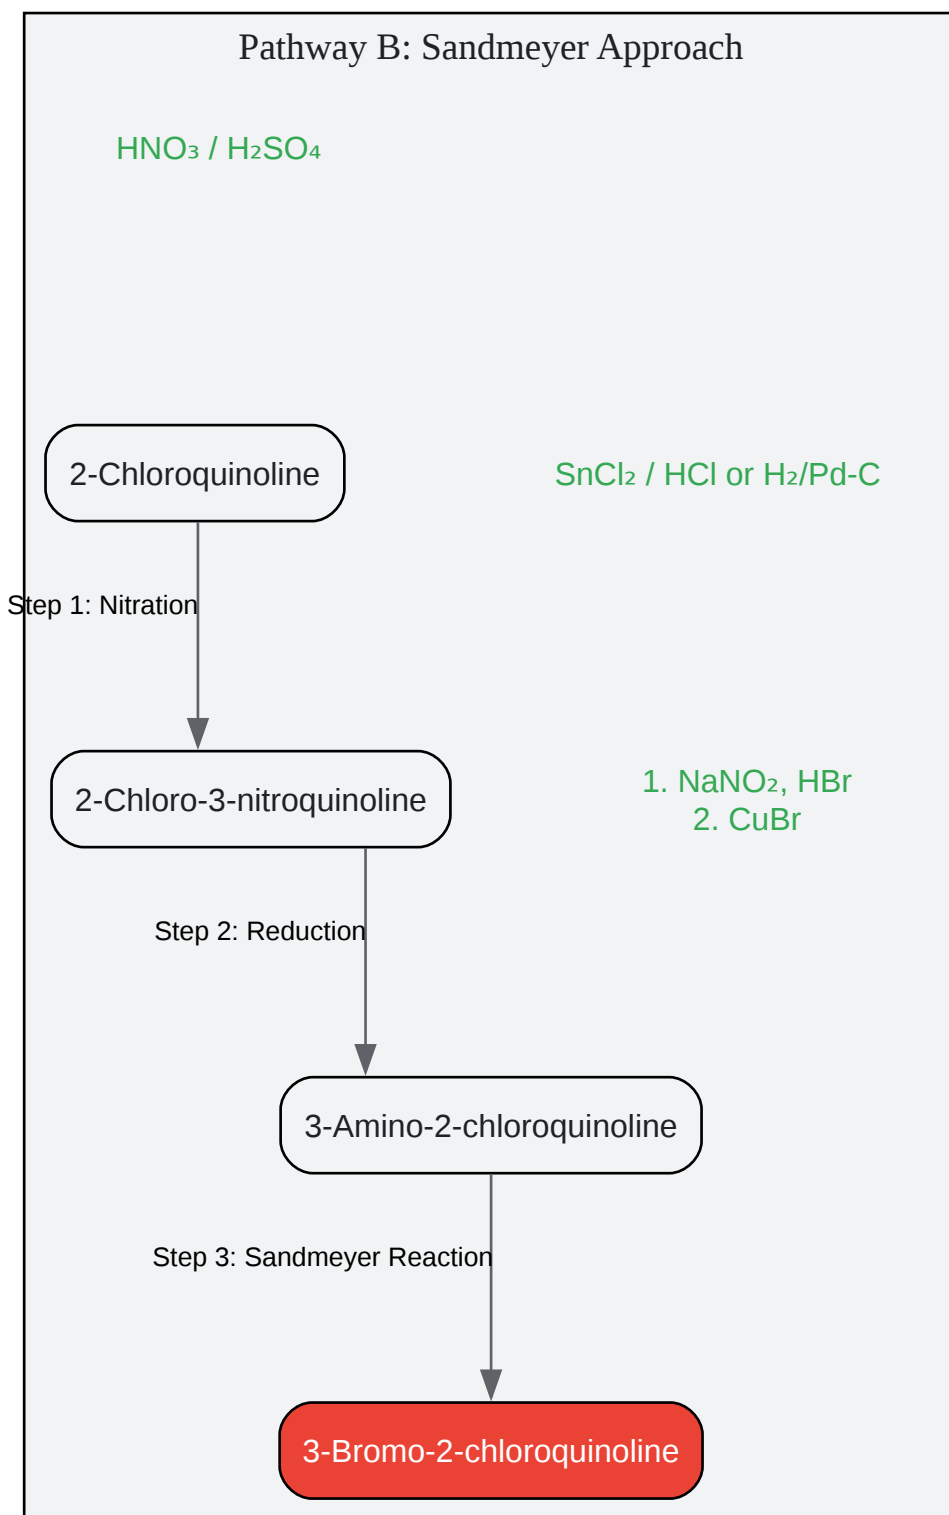 Pathway B: Sandmeyer Approach
HNO₃ / H₂SO₄
2-Chloroquinoline
SnCl₂ / HCl or H₂/Pd-C
Step 1: Nitration
2-Chloro-3-nitroquinoline
1. NaNO₂, HBr
2. CuBr
Step 2: Reduction
3-Amino-2-chloroquinoline
Step 3: Sandmeyer Reaction
3-Bromo-2-chloroquinoline